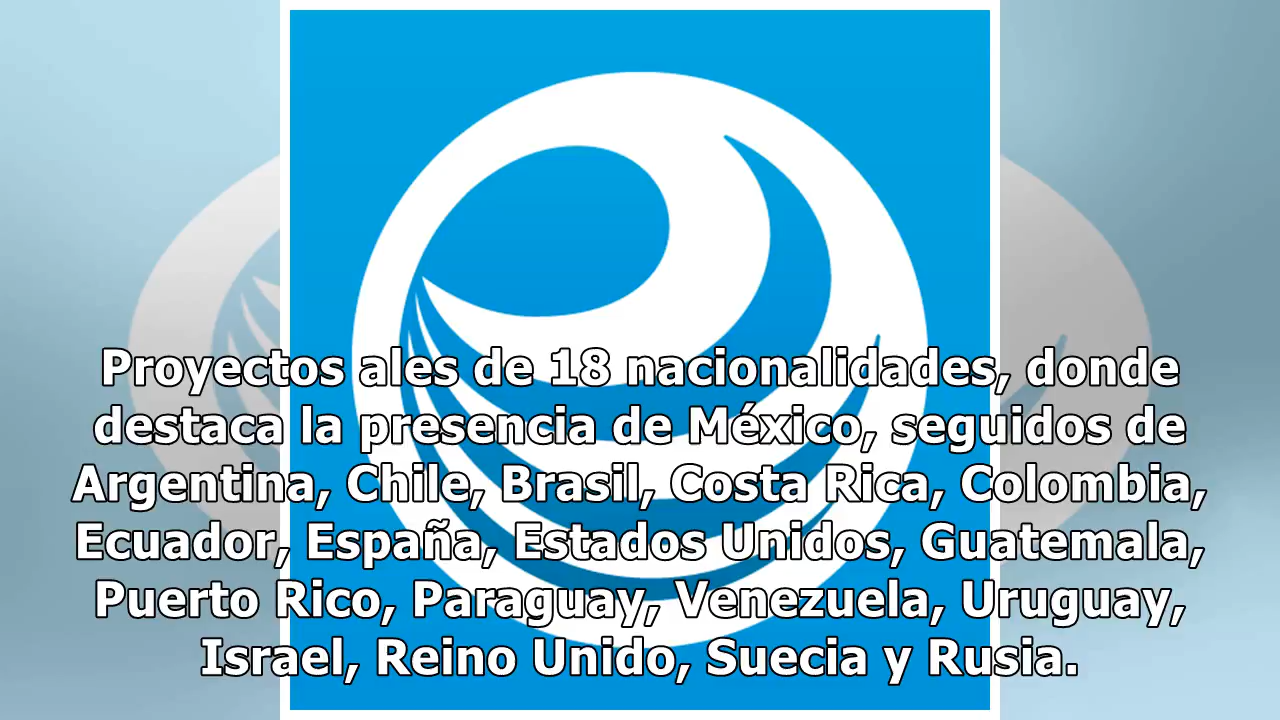 Proyectos ales de 18 nacionalidades, donde
destaca la presencia de México, seguidos de
Argentina, Chile, Brasil, Costa Rica, Colombia,
Ecuador, España, Estados Unidos, Guatemala,
Puerto Rico, Paraguay, Venezuela, Uruguay,
Israel, Reino Unido, Suecia y Rusia.